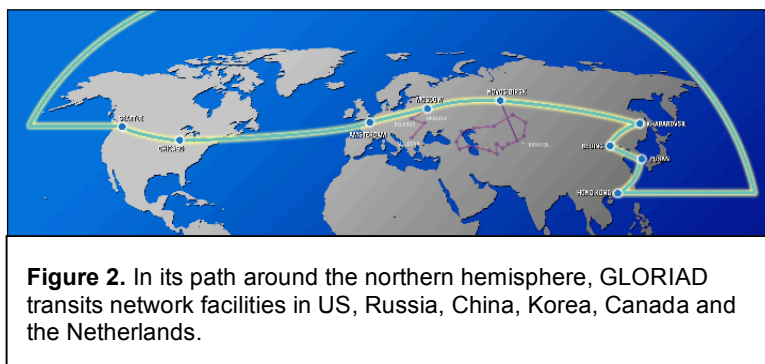 SEATTLE
CHICAGO
AMSTERDAM
MOSCOW
NOVOSIBIRSK
KHABAROVSK
BEIJING
PUSAN
HONG KONG
Figure 2. In its path around the northern hemisphere, GLORIAD
transits network facilities in US, Russia, China, Korea, Canada and
the Netherlands.